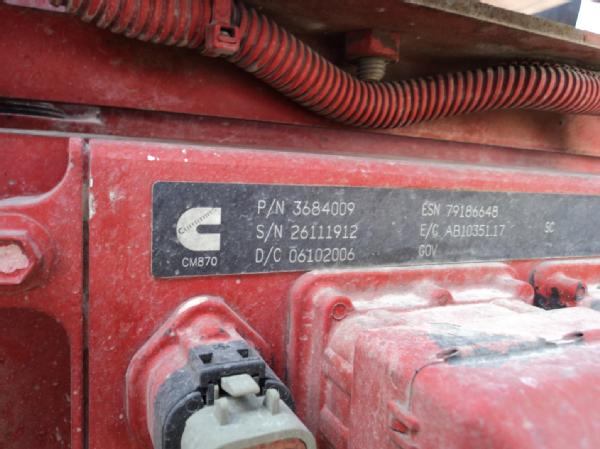 Cummins
CM870
P/N 3684009
S/N 26111912
D/C 06102006
ESN 79186648
E/C AB1035117
GOV
SC